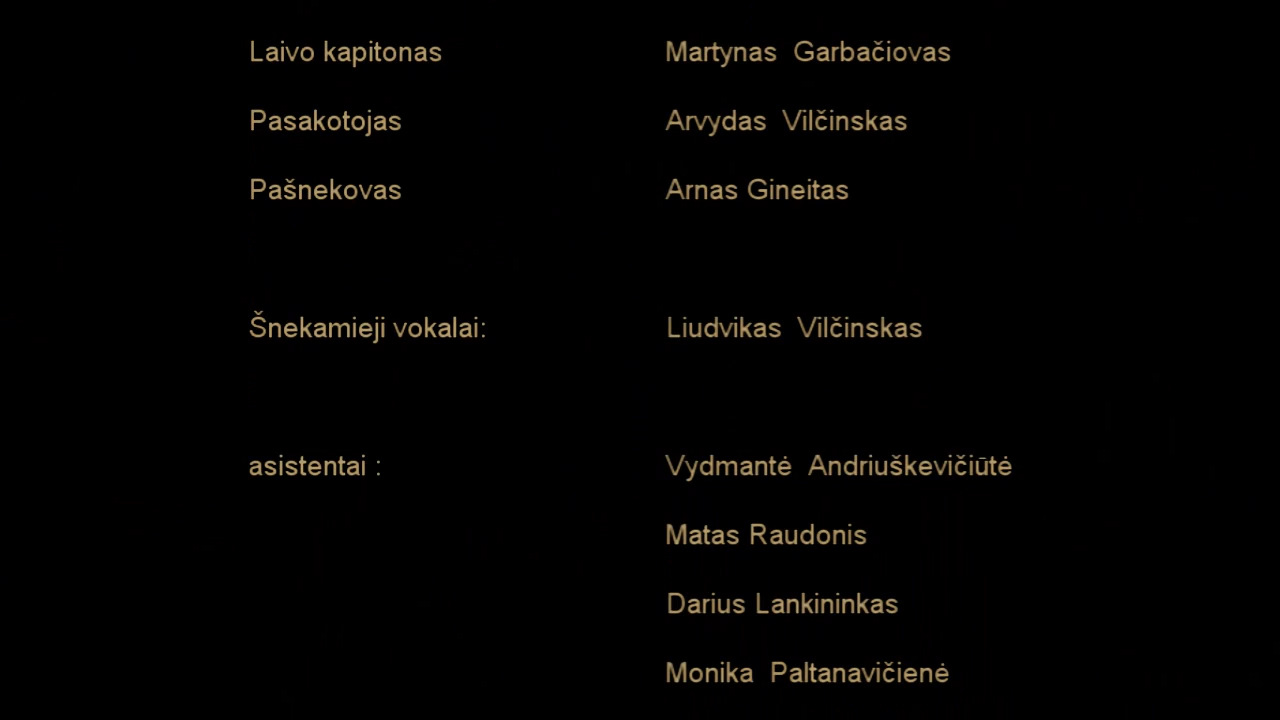 Laivo kapitonas Martynas Garbačiovas
Pasakotojas Arvydas Vilčinskas
Pašnekovas Arnas Gineitas
Šnekamieji vokalai: Liudvikas Vilčinskas
asistentai : Vydmantė Andriuškevičiūtė
Matas Raudonis
Darius Lankininkas
Monika Paltanavičienė